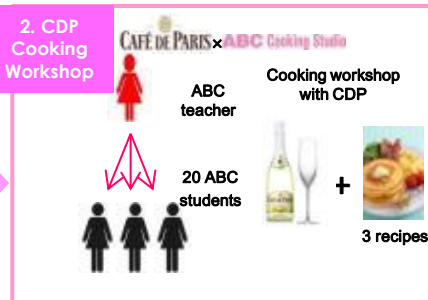 2. CDP
Cooking
Workshop
CAFÉ DE PARIS×ABC Cooking Studio
ABC
teacher
Cooking workshop
with CDP
20 ABC
students
+
3 recipes